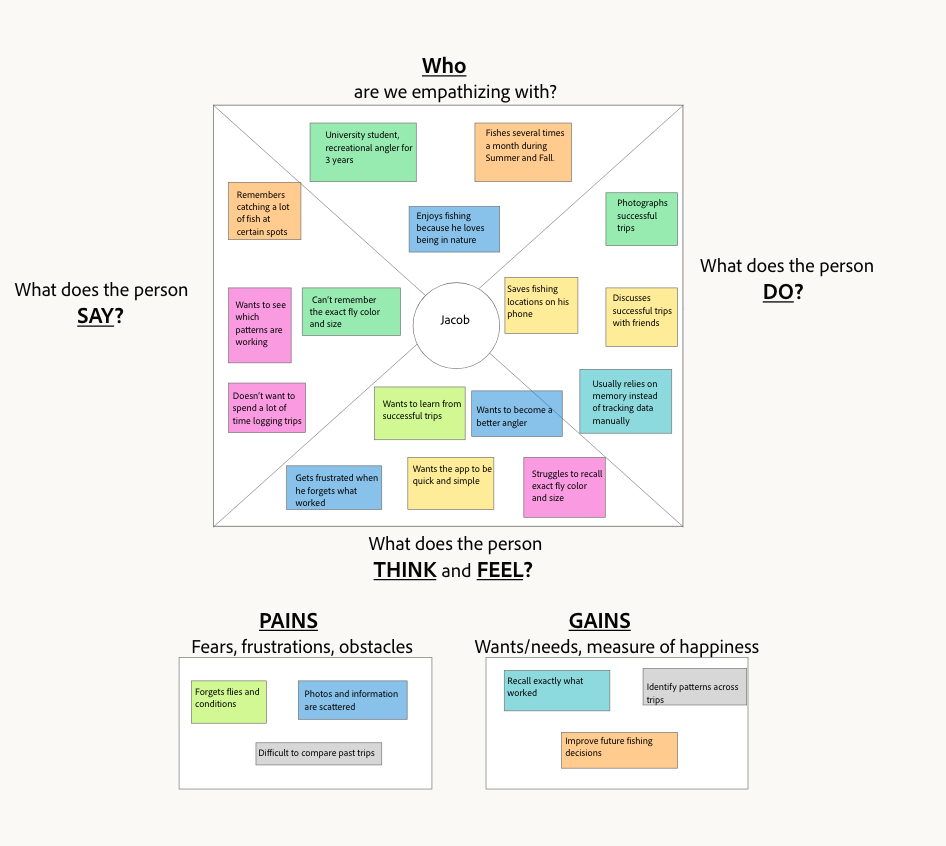 Who
are we empathizing with?
University student,
recreational angler for
3 years
Fishes several times
a month during
Summer and Fall.
Enjoys fishing
because he loves
being in nature
Remembers
catching a lot
of fish at
certain spots
What does the person
SAY?
Wants to see
which
patterns are
working
Can't remember
the exact fly color
and size
Doesn't want to
spend a lot of
time logging trips
Jacob
Photographs
successful
trips
What does the person
DO?
Saves fishing
locations on his
phone
Discusses
successful trips
with friends
Usually relies on
memory instead
of tracking data
manually
Wants to learn from
successful trips
Wants to become a
better angler
Gets frustrated when
he forgets what
worked
Wants the app to be
quick and simple
Struggles to recall
exact fly color
and size
What does the person
THINK and FEEL?
PAINS
Fears, frustrations, obstacles
Forgets flies and
conditions
Photos and information
are scattered
Difficult to compare past trips
GAINS
Wants/needs, measure of happiness
Recall exactly what
worked
Identify patterns across
trips
Improve future fishing
decisions